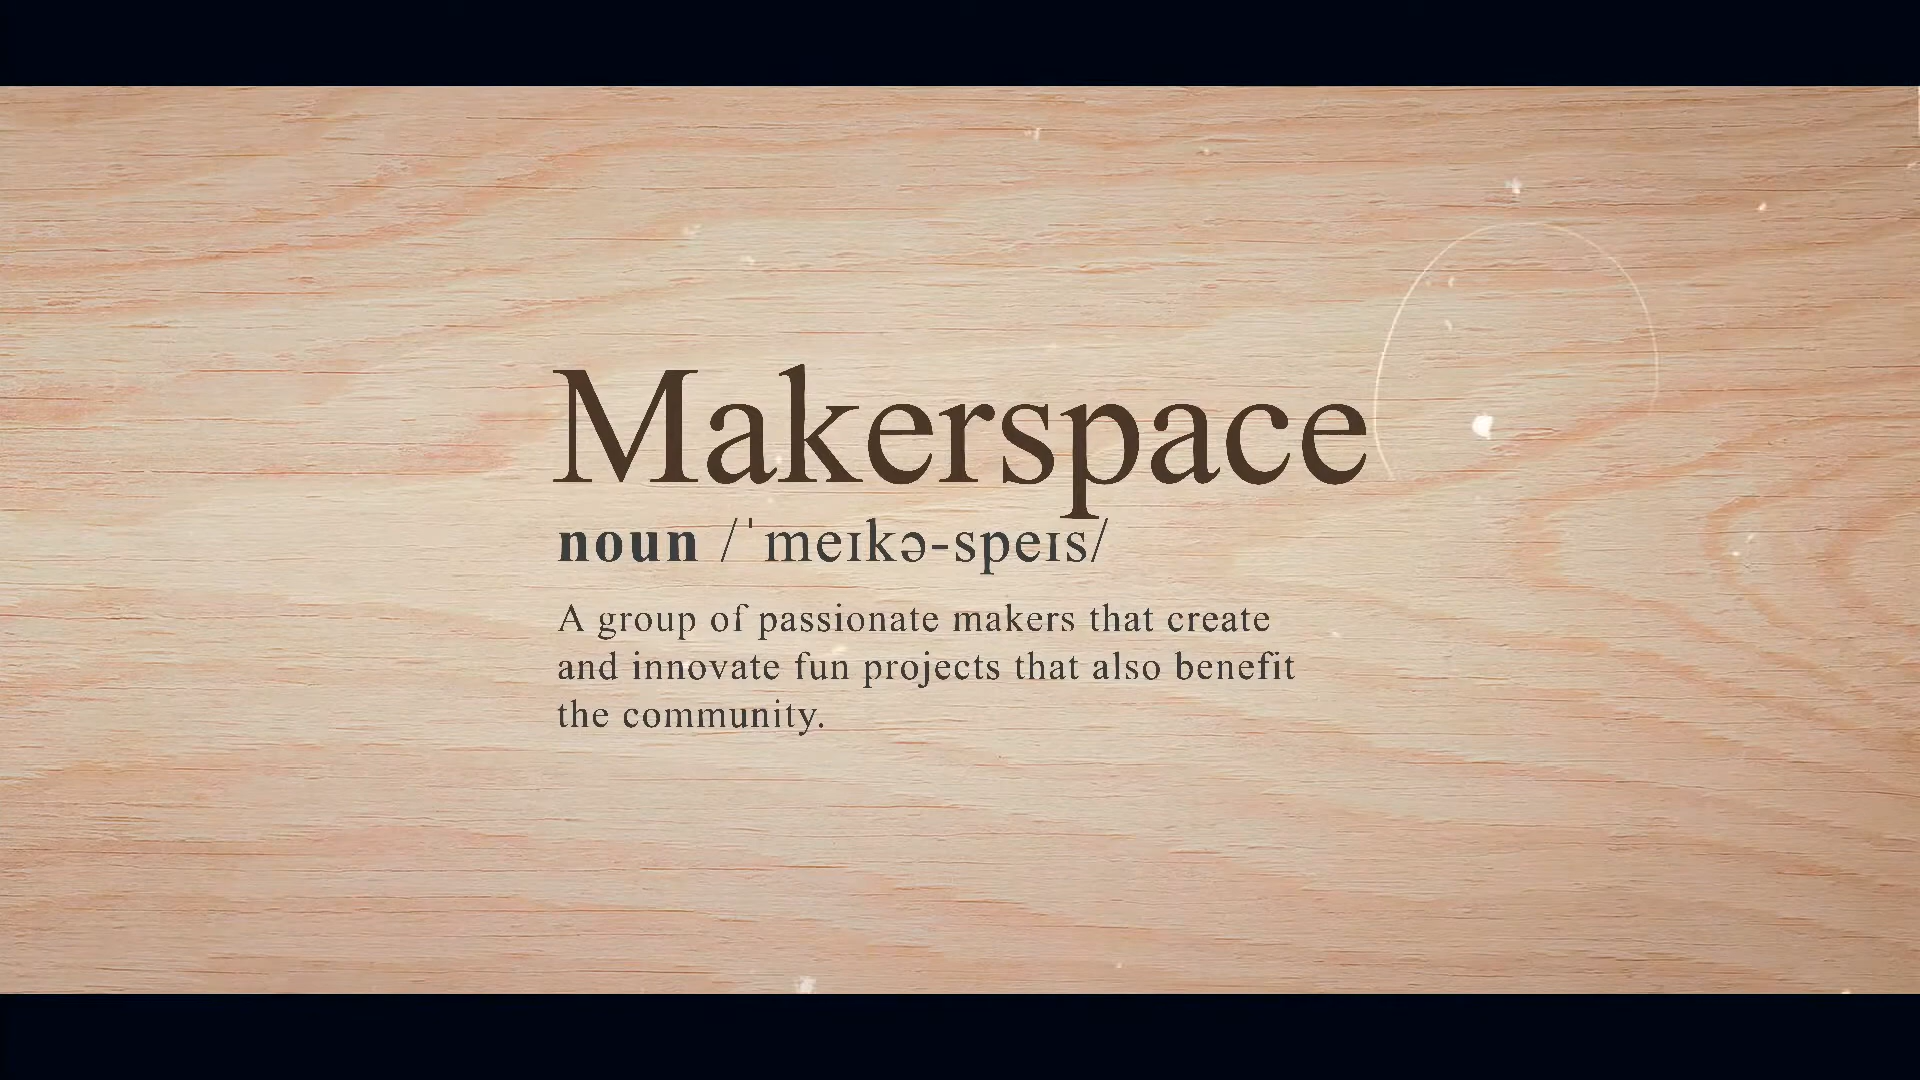 Makerspace
noun /ˈmeɪkə-speɪs/
A group of passionate makers that create
and innovate fun projects that also benefit
the community.